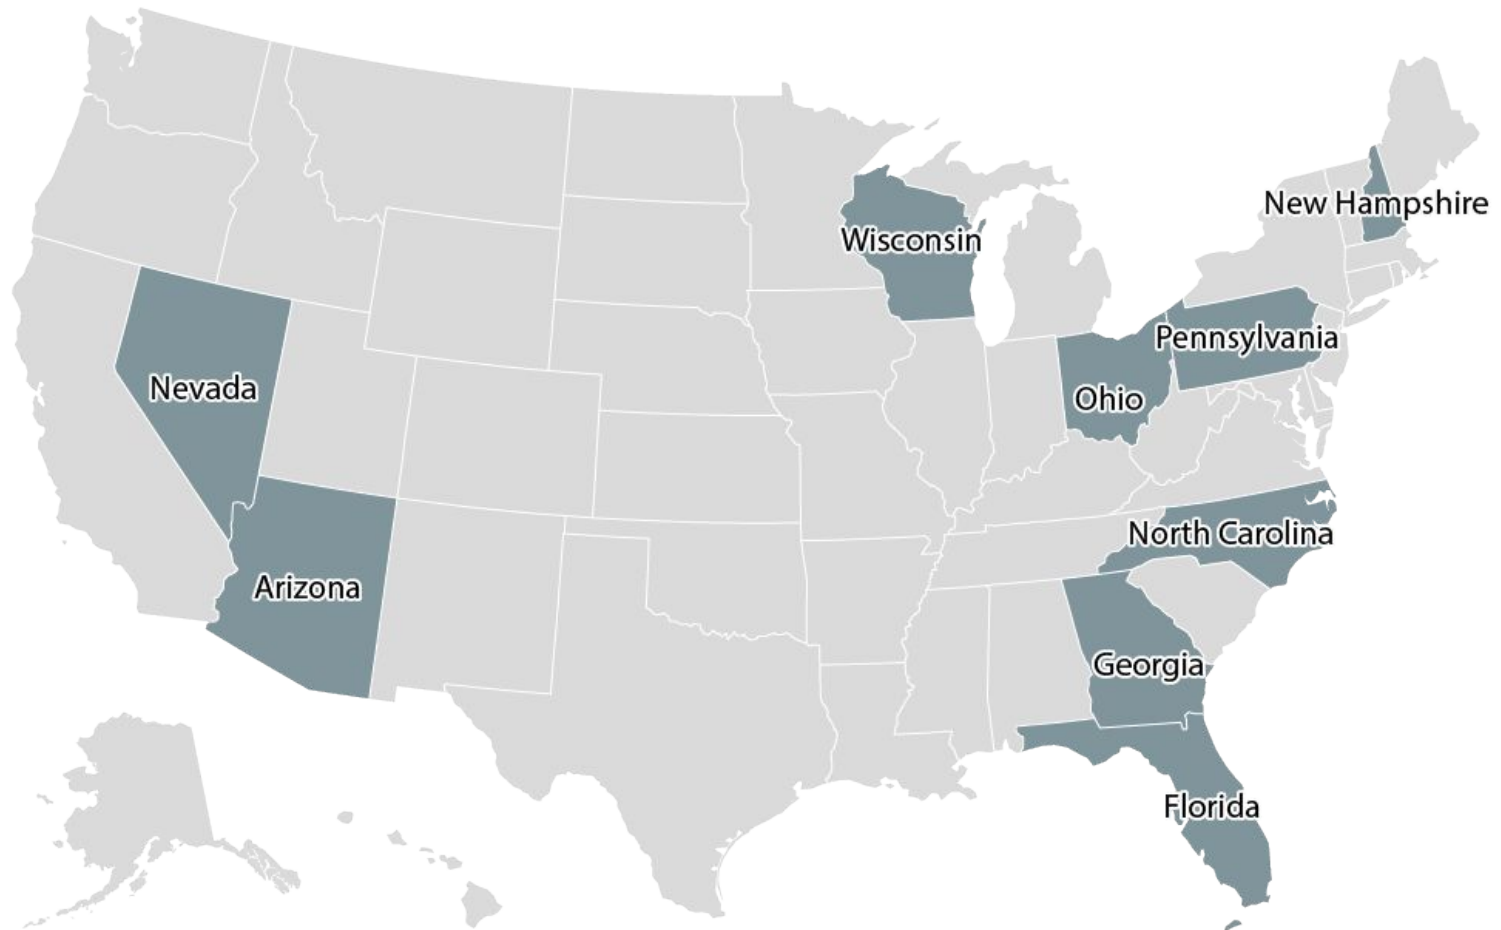 New Hampshire
Wisconsin
Pennsylvania
Nevada
Ohio
North Carolina
Arizona
Georgia
Florida